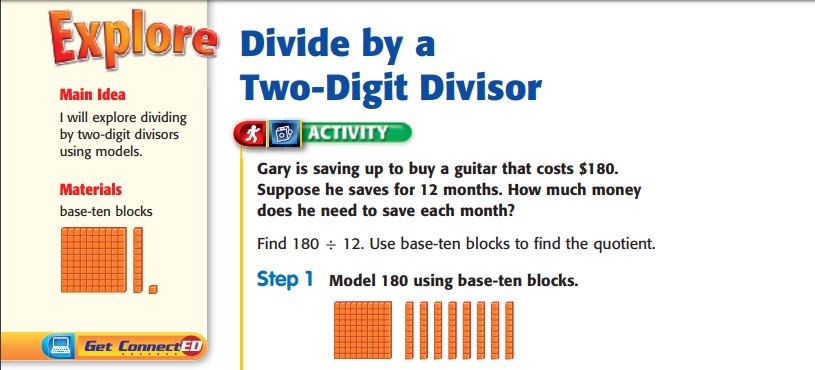 Explore
Main Idea
I will explore dividing
by two-digit divisors
using models.
Materials
base-ten blocks
Get ConnectED
Divide by a
Two-Digit Divisor
ACTIVITY
Gary is saving up to buy a guitar that costs $180.
Suppose he saves for 12 months. How much money
does he need to save each month?
Find 180 ÷ 12. Use base-ten blocks to find the quotient.
Step 1 Model 180 using base-ten blocks.